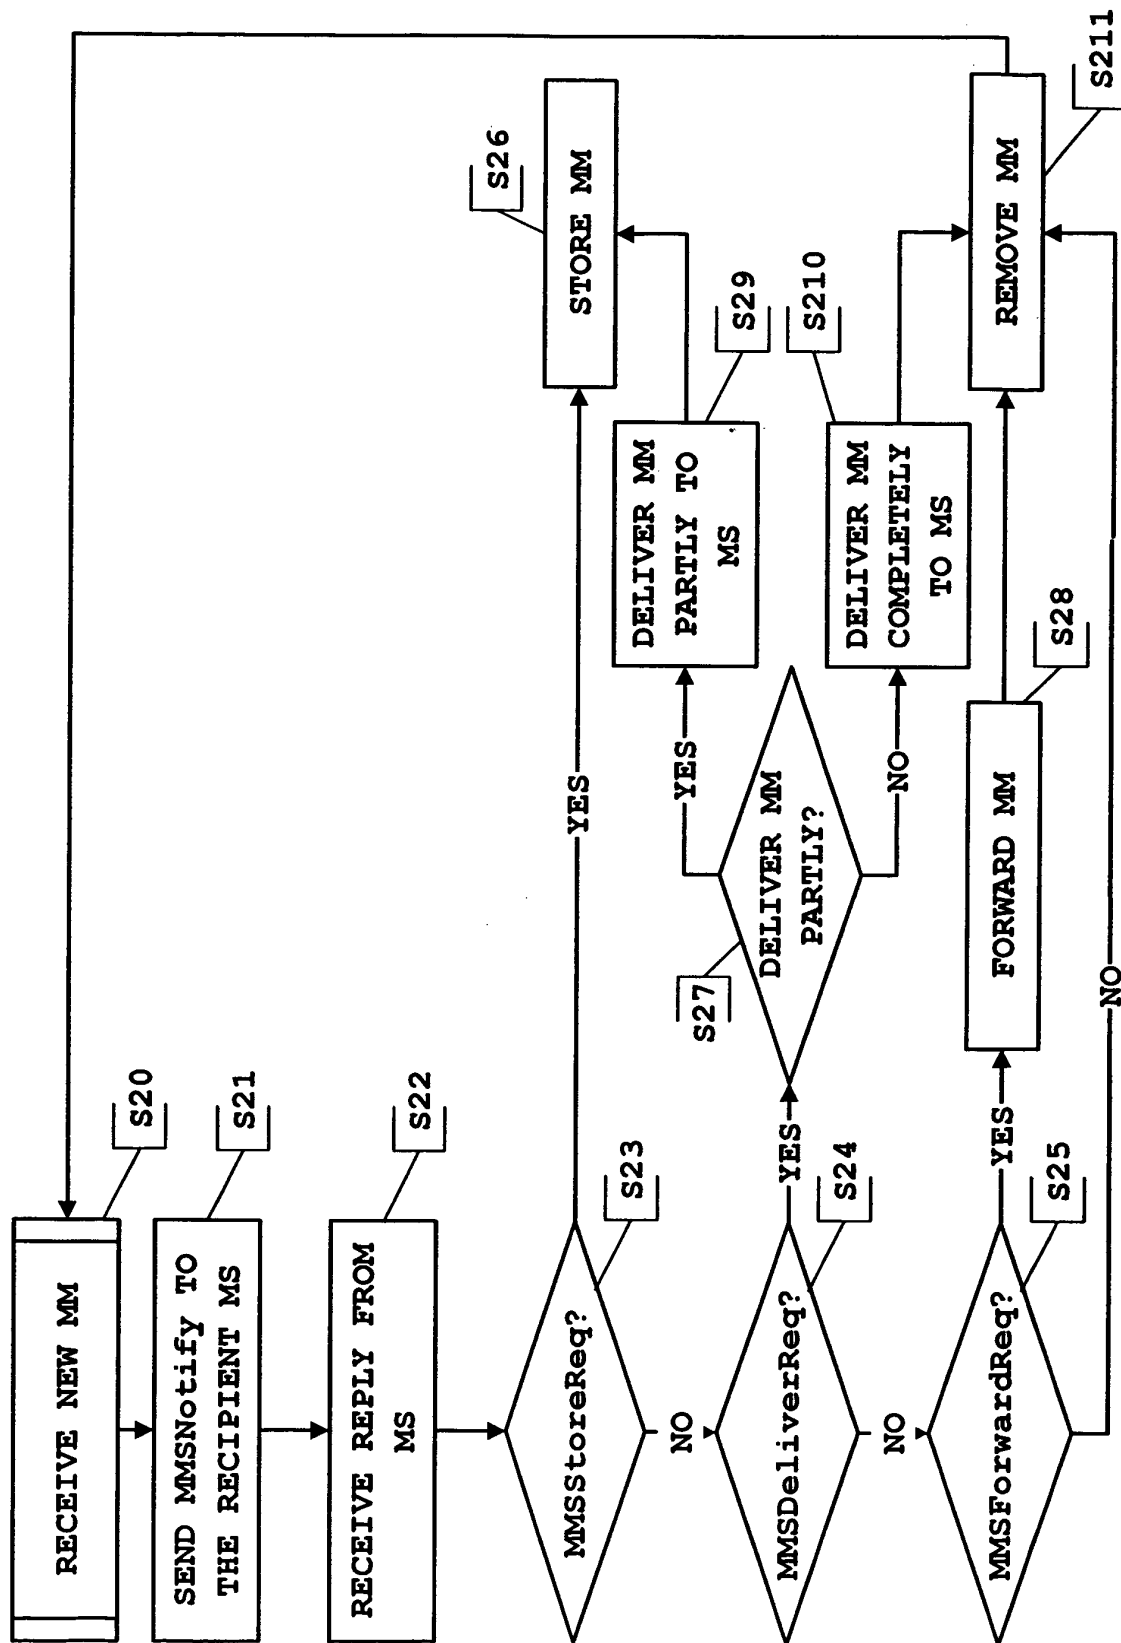 RECEIVE NEW MM
S20
SEND MMSNotify TO
THE RECIPIENT MS
S21
RECEIVE REPLY FROM
MS
S22
MMSStoreReq?
S23
YES
STORE MM
S26
NO
MMSDeliverReq?
S24
YES
DELIVER MM
PARTLY?
S27
YES
DELIVER MM
PARTLY TO
MS
S29
NO
DELIVER MM
COMPLETELY
TO MS
S210
NO
MMSForwardReq?
S25
YES
FORWARD MM
S28
REMOVE MM
S211
NO